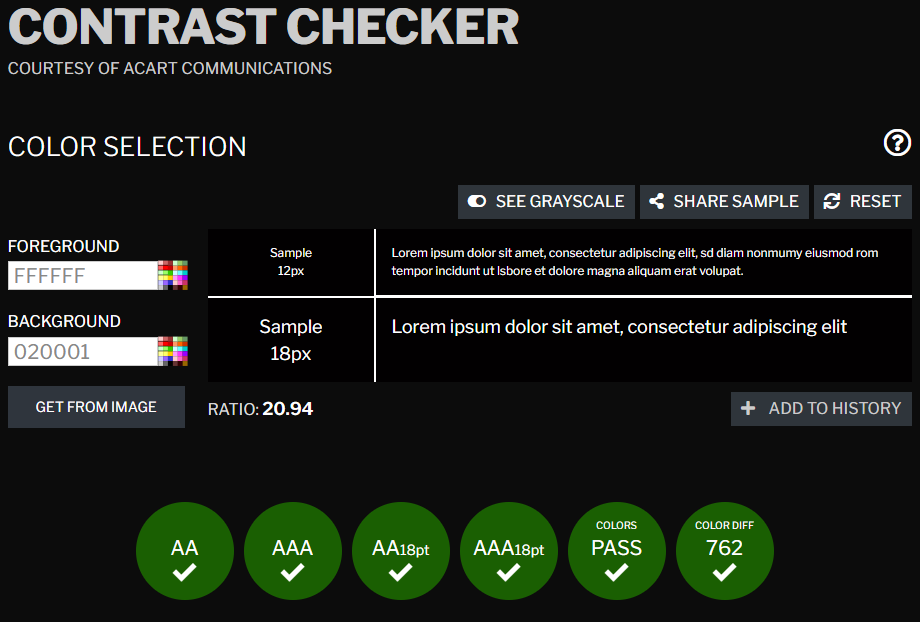 CONTRAST CHECKER
COURTESY OF ACART COMMUNICATIONS
COLOR SELECTION
SEE GRAYSCALE
SHARE SAMPLE
RESET
FOREGROUND
FFFFFF
BACKGROUND
020001
GET FROM IMAGE
Sample
12px
Lorem ipsum dolor sit amet, consectetur adipiscing elit, sd diam nonmumy eiusmod rom
tempor incidunt ut lsbore et dolore magna aliquam erat volupat.
Sample
18px
Lorem ipsum dolor sit amet, consectetur adipiscing elit
RATIO: 20.94
ADD TO HISTORY
AA
AAA
AA18pt
AAA18pt
COLORS
PASS
COLOR DIFF
762